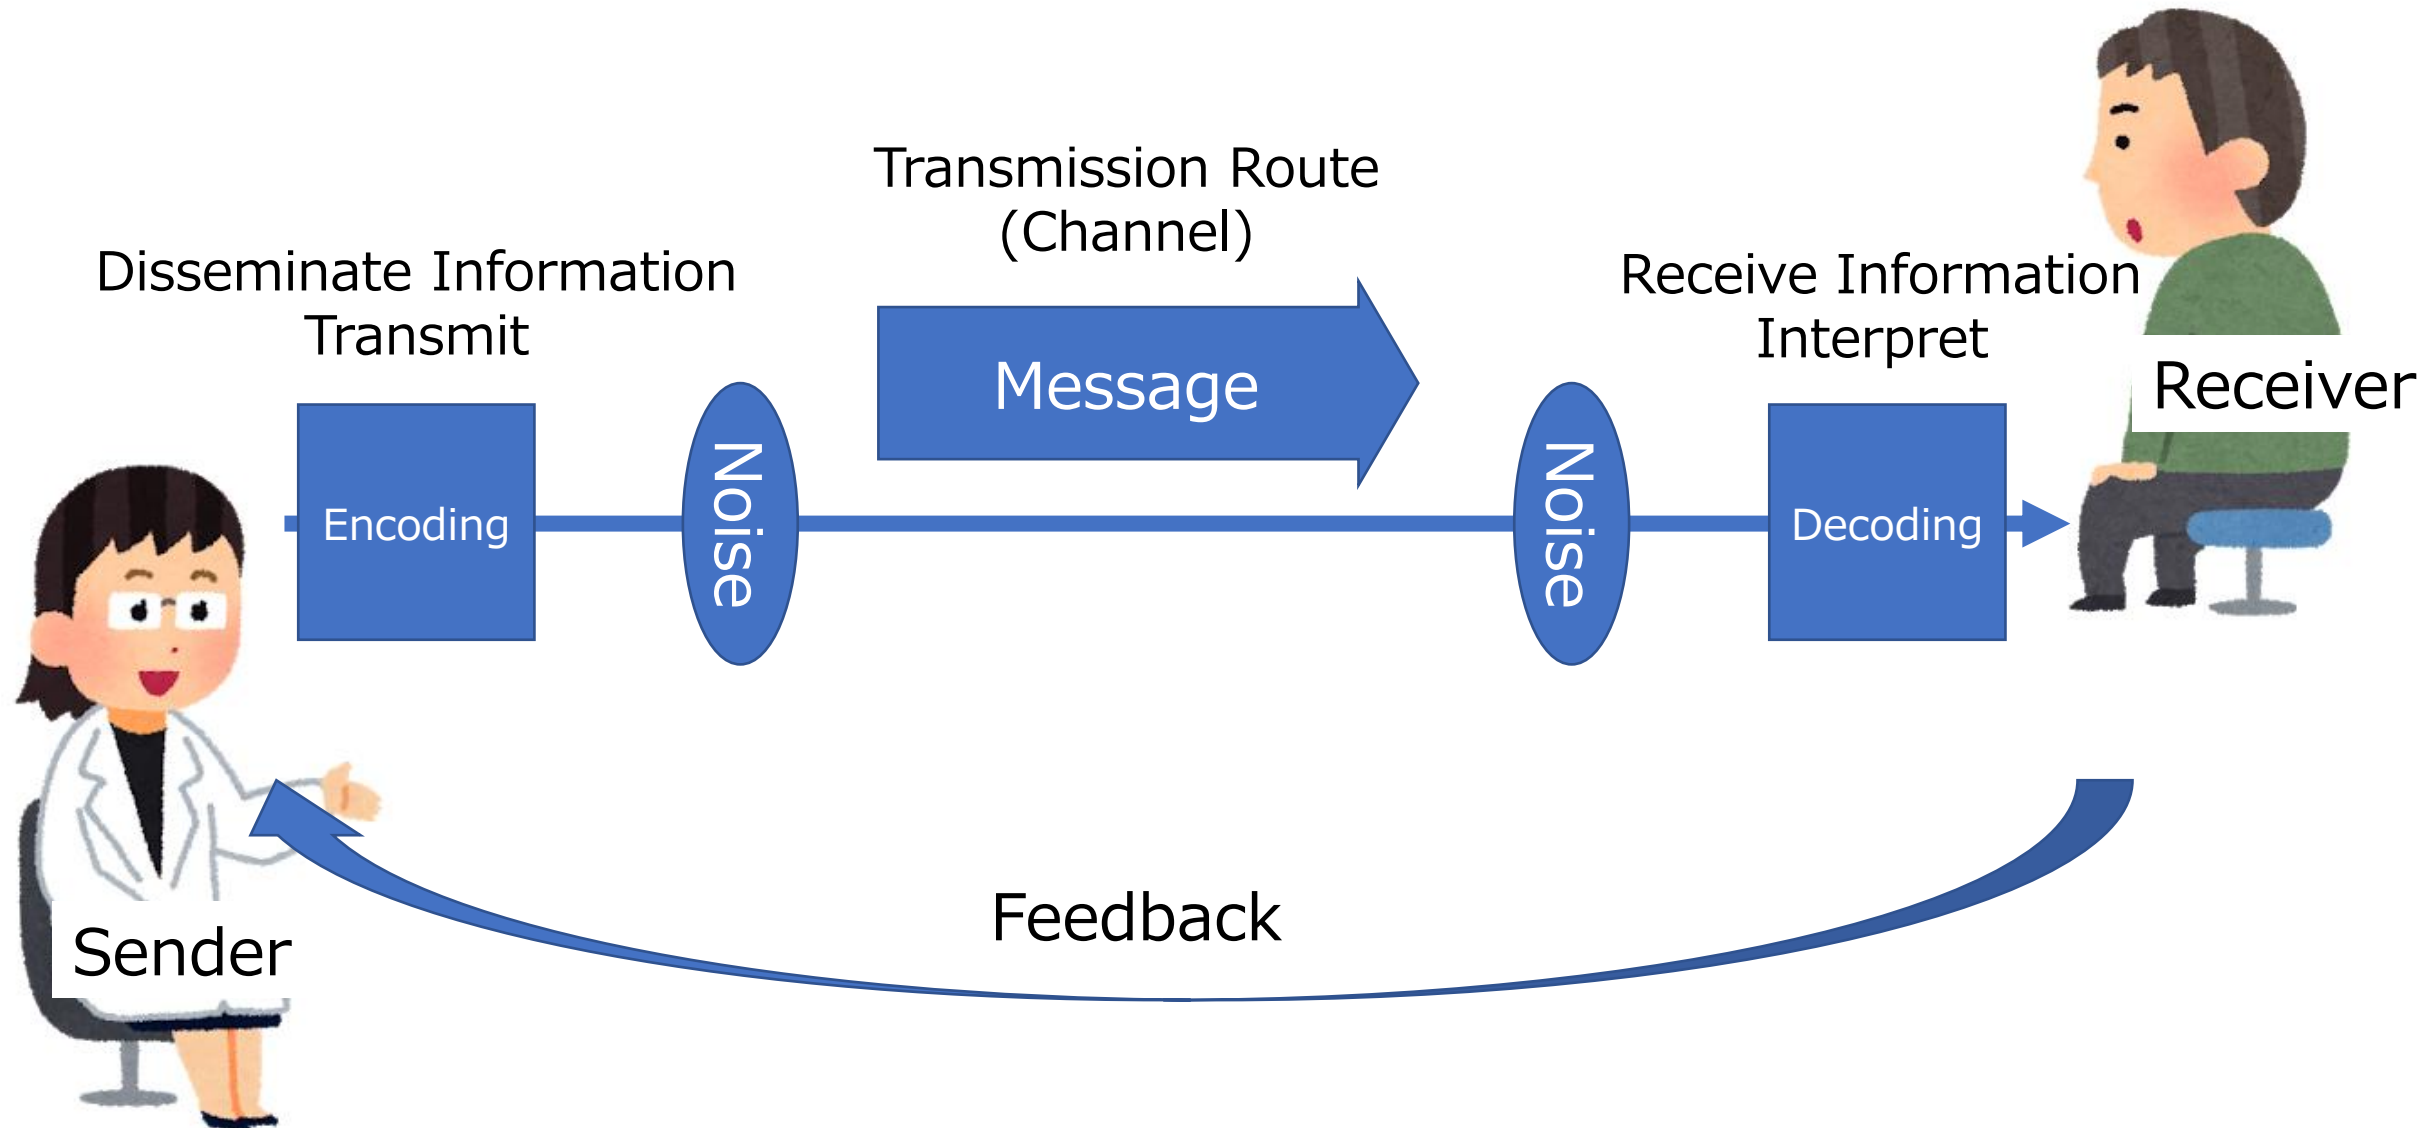 Transmission Route
(Channel)
Disseminate Information
Transmit
Receive Information
Interpret
Message
Receiver
Encoding
Noise
Noise
Decoding
Feedback
Sender